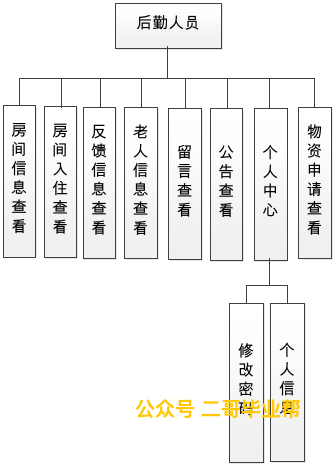 后勤人员
房间信息查看
房间入住查看
反馈信息查看
老人信息查看
留言查看
公告查看
个人中心
物资申请查看
修改密码
个人信息
公众号 二哥毕业帮